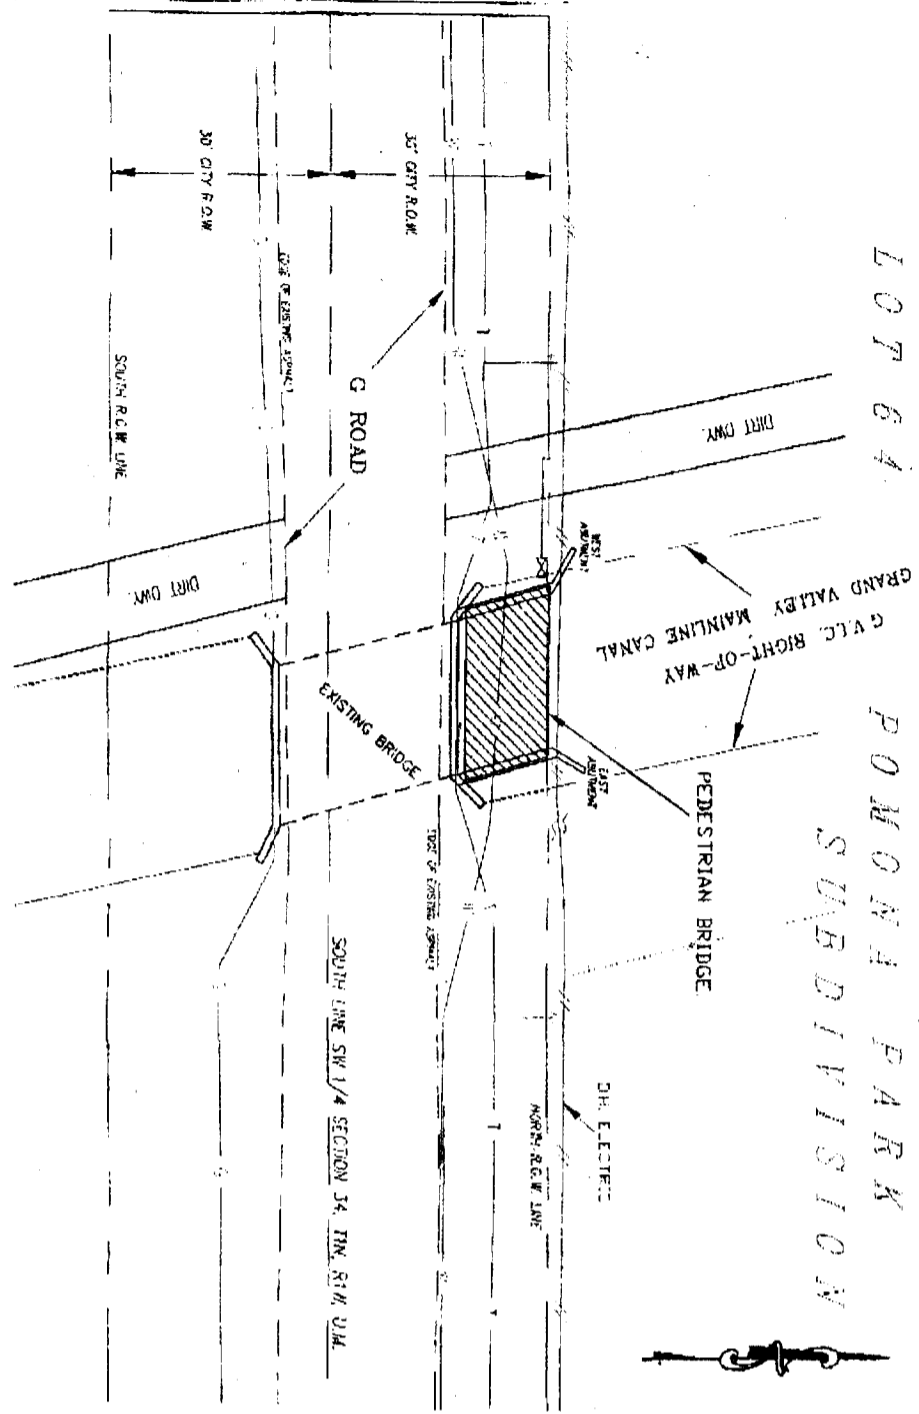 LOT 64
POMONA PARK
SUBDIVISION
GRAND VALLEY MAINLINE CANAL
G.V.I.C. RIGHT-OF-WAY
DIRT DWY.
WEST
ABUTMENT
EAST
ABUTMENT
PEDESTRIAN BRIDGE
O.H. ELECTRIC
NORTH R.O.W. LINE
30' CITY R.O.W.
30' CITY R.O.W.
G ROAD
EDGE OF EXISTING ASPHALT
EDGE OF EXISTING ASPHALT
EXISTING BRIDGE
SOUTH LINE SW 1/4 SECTION 34, T1N, R1W, U.M.
DIRT DWY.
SOUTH R.O.W. LINE